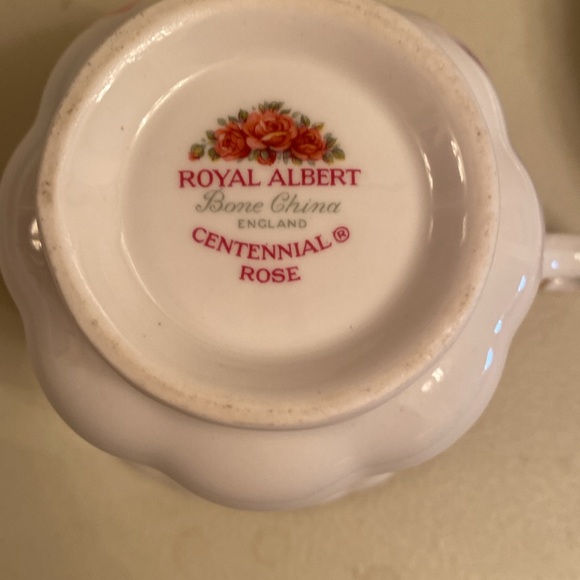 ROYAL ALBERT
Bone China
ENGLAND
CENTENNIAL®
ROSE